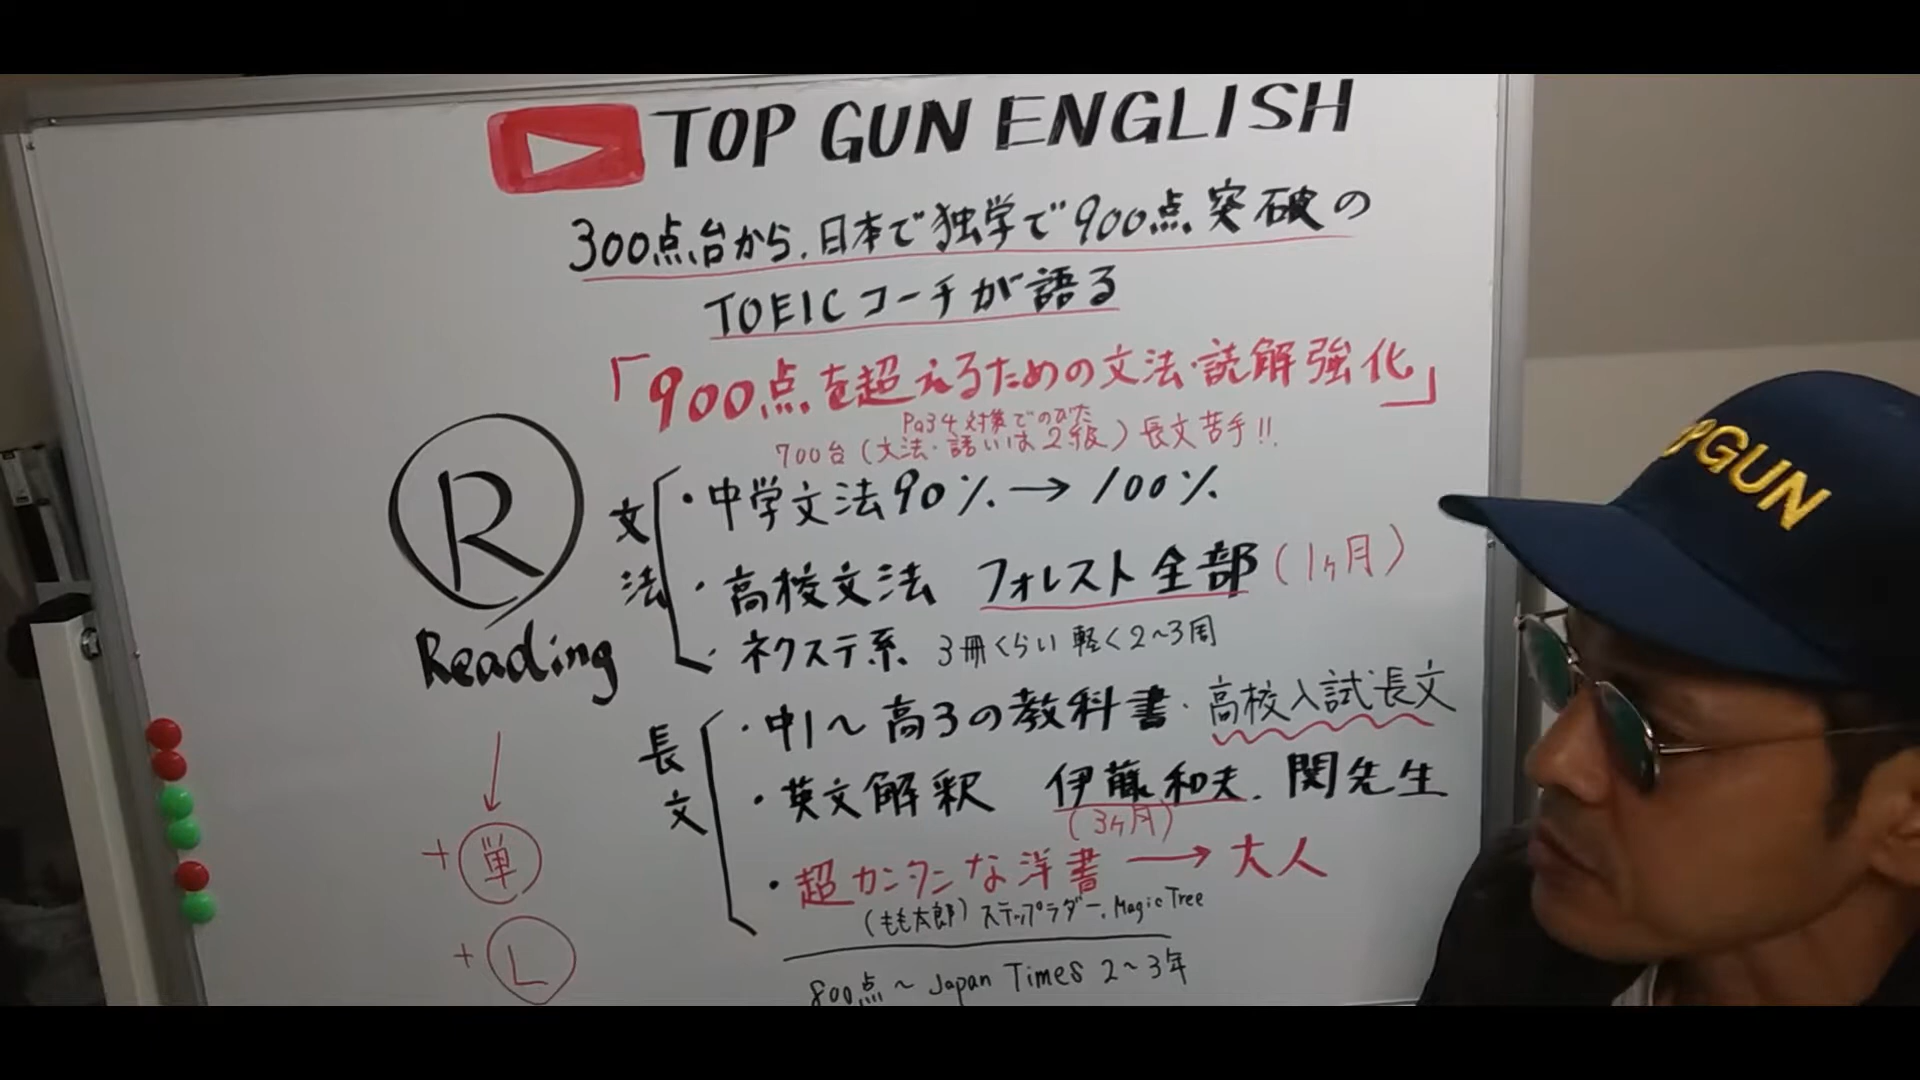 TOP GUN ENGLISH
300点台から、日本で独学で900点突破の
TOEICコーチが語る
「900点を超えるための文法・読解強化」
Pa34対象でのびた
700台(文法・語いは2級)長文苦手!!
R
Reading
文法
・中学文法90%→100%
・高校文法 フォレスト全部(1ヶ月)
・ネクステ系 3冊くらい軽く2~3周
長文
・中1~高3の教科書・高校入試長文
・英文解釈 伊藤和夫、関先生
(3ヶ月)
・超カンタンな洋書→大人
(もも太郎)ステップラダー、Magic Tree
800点~Japan Times 2~3年
+単
+L
TOPGUN